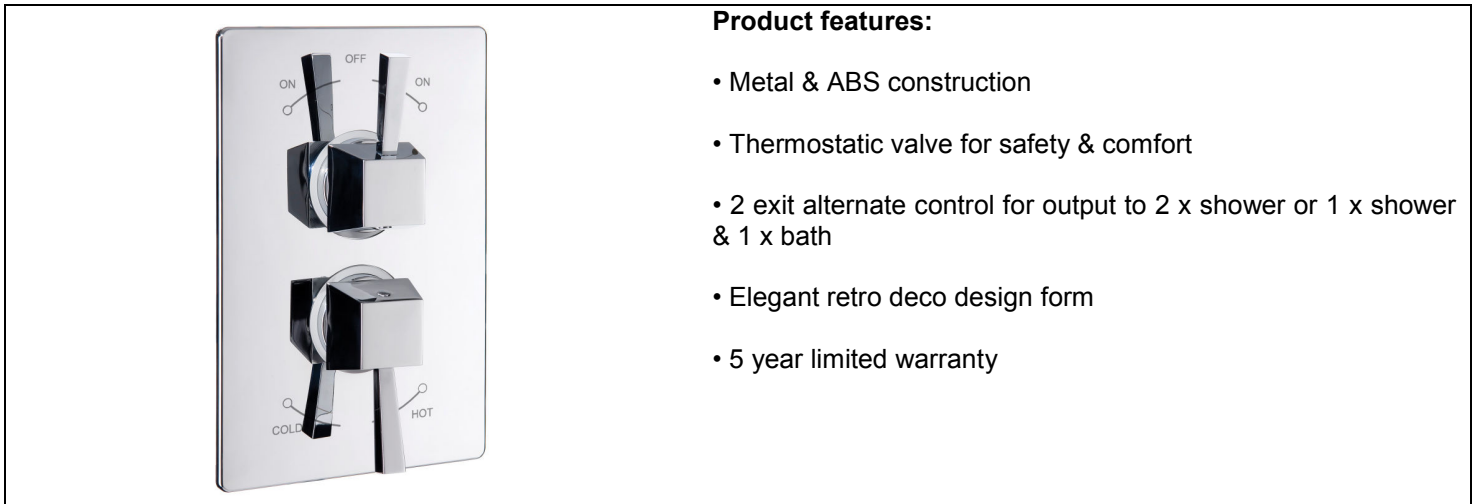 OFF
ON
ON
COLD
HOT
Product features:
• Metal & ABS construction
• Thermostatic valve for safety & comfort
• 2 exit alternate control for output to 2 x shower or 1 x shower
& 1 x bath
• Elegant retro deco design form
• 5 year limited warranty